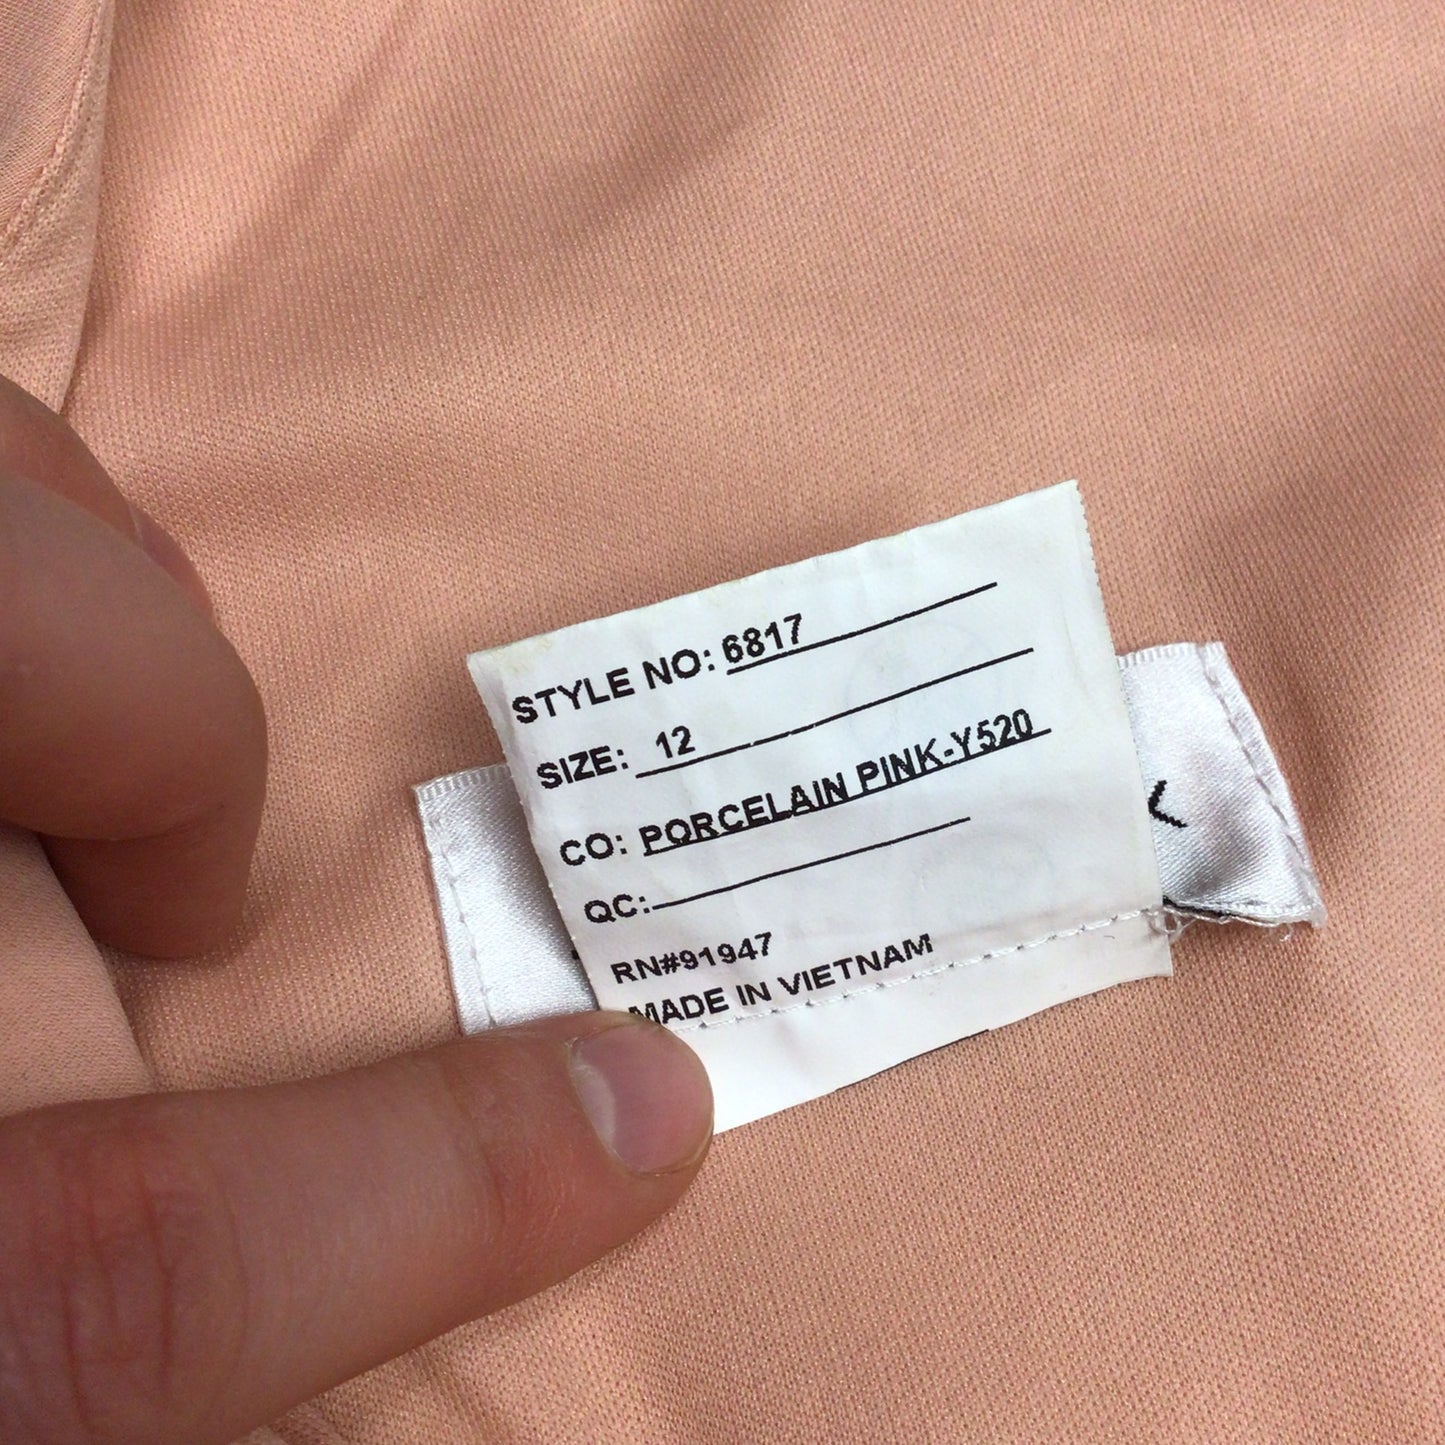 STYLE NO: 6817
SIZE: 12
CO: PORCELAIN PINK-Y520
QC:
RN#91947
MADE IN VIETNAM